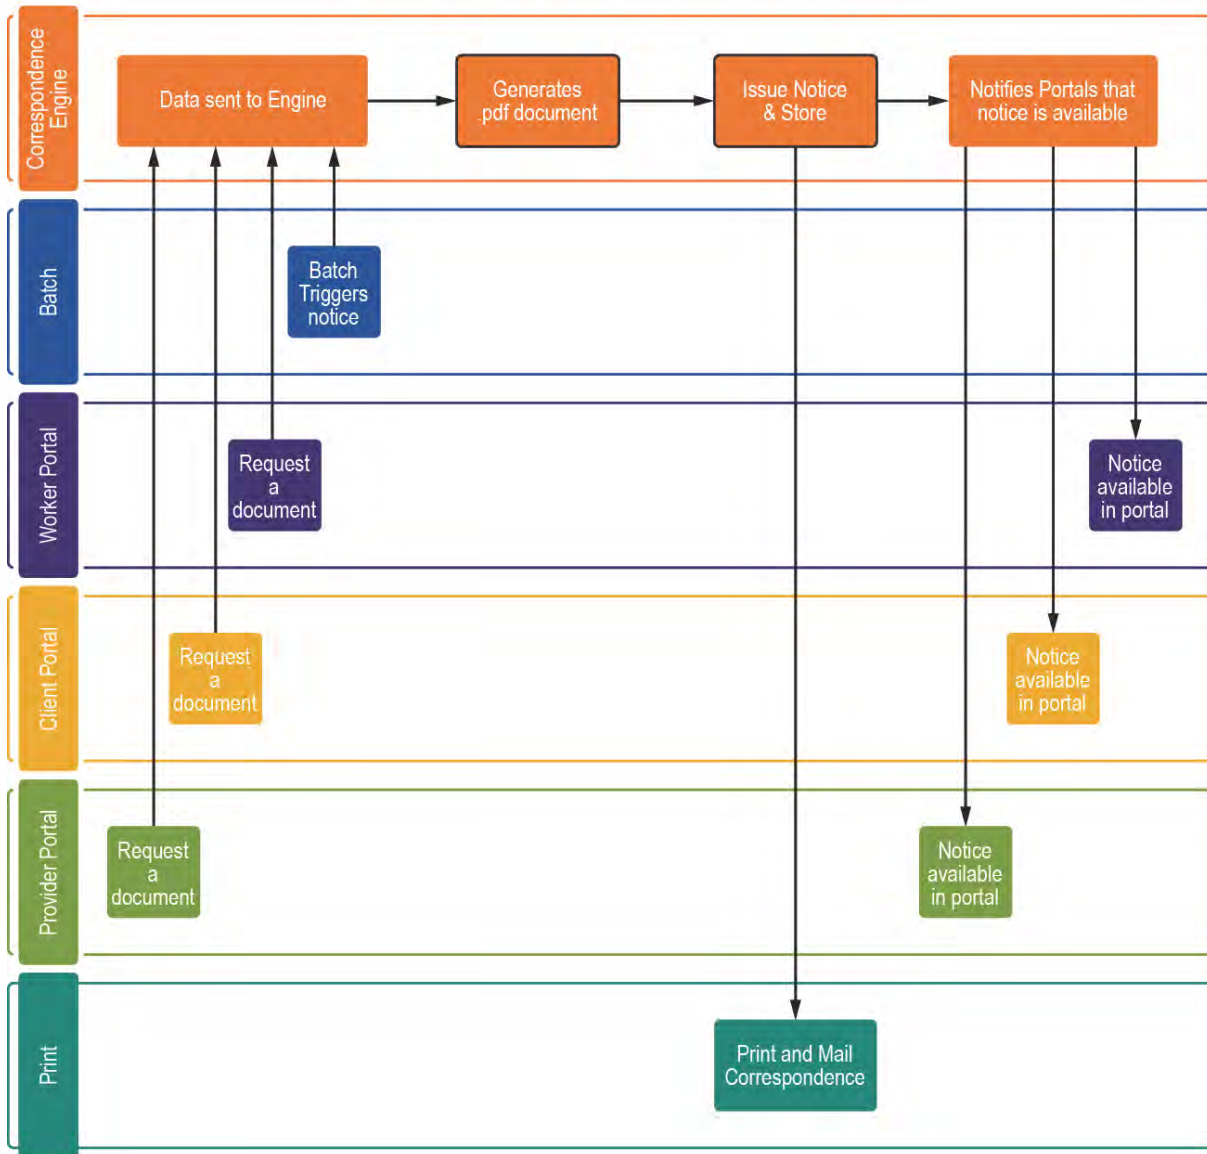 Correspondence
Engine
Data sent to Engine
Generates
.pdf document
Issue Notice
& Store
Notifies Portals that
notice is available
Batch
Batch
Triggers
notice
Worker Portal
Request
a
document
Notice
available
in portal
Client Portal
Request
a
document
Notice
available
in portal
Provider Portal
Request
a
document
Notice
available
in portal
Print
Print and Mail
Correspondence